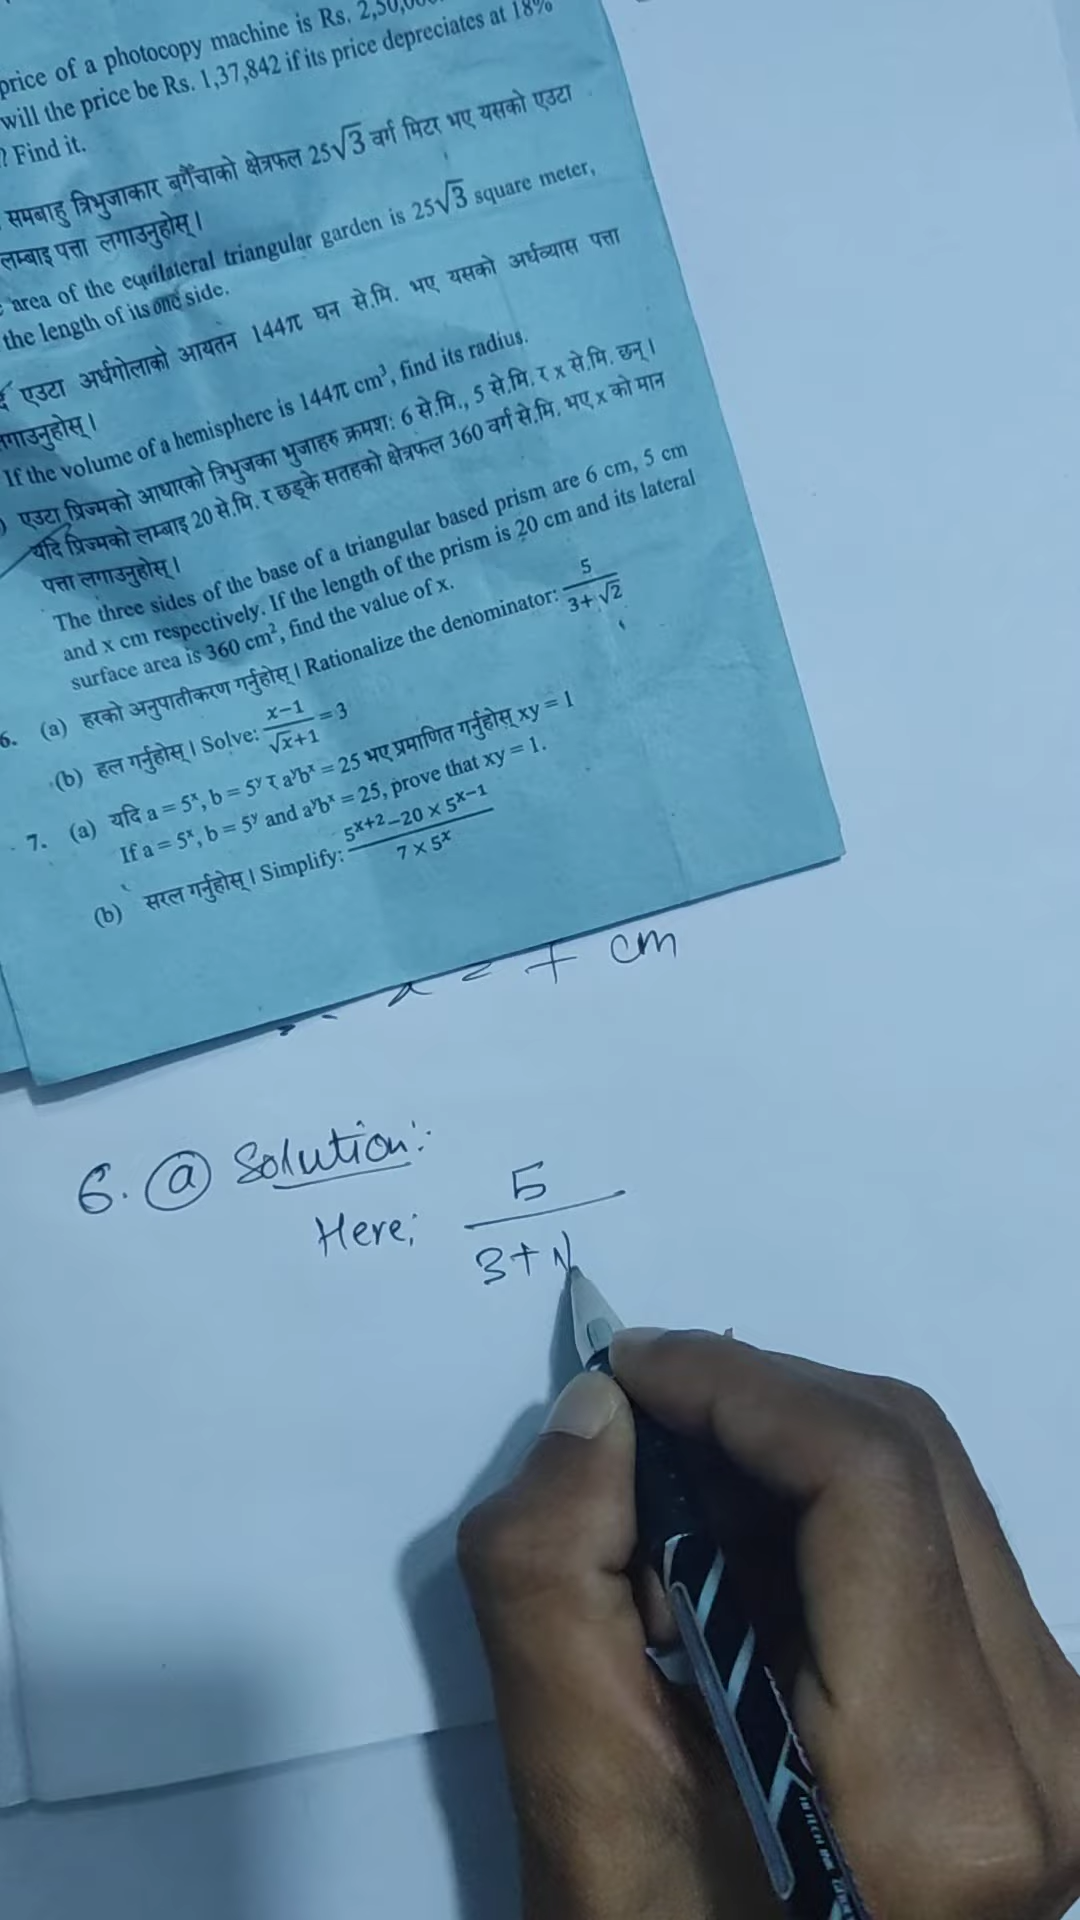 price of a photocopy machine is Rs. 2,50,00
will the price be Rs. 1,37,842 if its price depreciates at 18%
? Find it.
समबाहु त्रिभुजाकार बगैँचाको क्षेत्रफल 25√3 वर्ग मिटर भए यसको एउटा
लम्बाइ पत्ता लगाउनुहोस् ।
area of the equilateral triangular garden is 25√3 square meter,
the length of its one side.
एउटा अर्धगोलाको आयतन 144π घन से.मि. भए यसको अर्धव्यास पत्ता
लगाउनुहोस् ।
If the volume of a hemisphere is 144π cm³, find its radius.
) एउटा प्रिज्मको आधारको त्रिभुजका भुजाहरु क्रमश: 6 से.मि., 5 से.मि. र x से.मि. छन् ।
यदि प्रिज्मको लम्बाइ 20 से.मि. र छड्के सतहको क्षेत्रफल 360 वर्ग से.मि. भए x को मान
पत्ता लगाउनुहोस् ।
The three sides of the base of a triangular based prism are 6 cm, 5 cm
and x cm respectively. If the length of the prism is 20 cm and its lateral
surface area is 360 cm², find the value of x.
6. (a) हरको अनुपातीकरण गर्नुहोस् । Rationalize the denominator: 5/(3+√2)
(b) हल गर्नुहोस् । Solve: (x−1)/(√x+1) = 3
7. (a) यदि a = 5ˣ, b = 5ʸ र aʸbˣ = 25 भए प्रमाणित गर्नुहोस् xy = 1
If a = 5ˣ, b = 5ʸ and aʸbˣ = 25, prove that xy = 1.
(b) सरल गर्नुहोस् । Simplify: (5ˣ⁺²−20×5ˣ⁻¹)/(7×5ˣ)
cm
6. (a) Solution:
Here; 5/(3+√